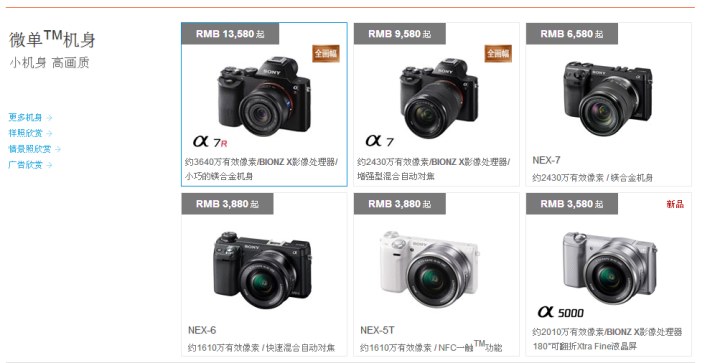 微单TM机身
小机身 高画质
更多机身
样照欣赏
情景照欣赏
广告欣赏
RMB 13,580 起
全画幅
SONY
α 7R
约3640万有效像素/BIONZ X影像处理器/
小巧的镁合金机身
RMB 9,580 起
全画幅
SONY
α 7
约2430万有效像素/BIONZ X影像处理器/
增强型混合自动对焦
RMB 6,580 起
SONY
NEX-7
约2430万有效像素 / 镁合金机身
RMB 3,880 起
SONY
NEX-6
约1610万有效像素 / 快速混合自动对焦
RMB 3,880 起
SONY
NEX-5T
约1610万有效像素 / NFC一触TM功能
RMB 3,580 起
新品
SONY
α 5000
约2010万有效像素/BIONZ X影像处理器
180°可翻折Xtra Fine液晶屏